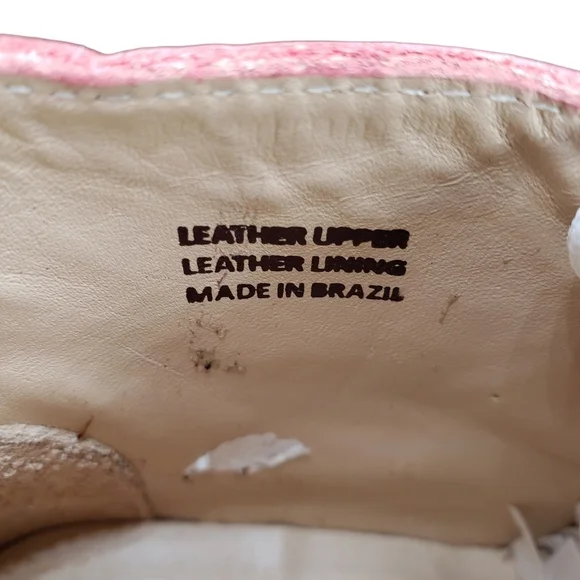 LEATHER UPPER
LEATHER LINING
MADE IN BRAZIL